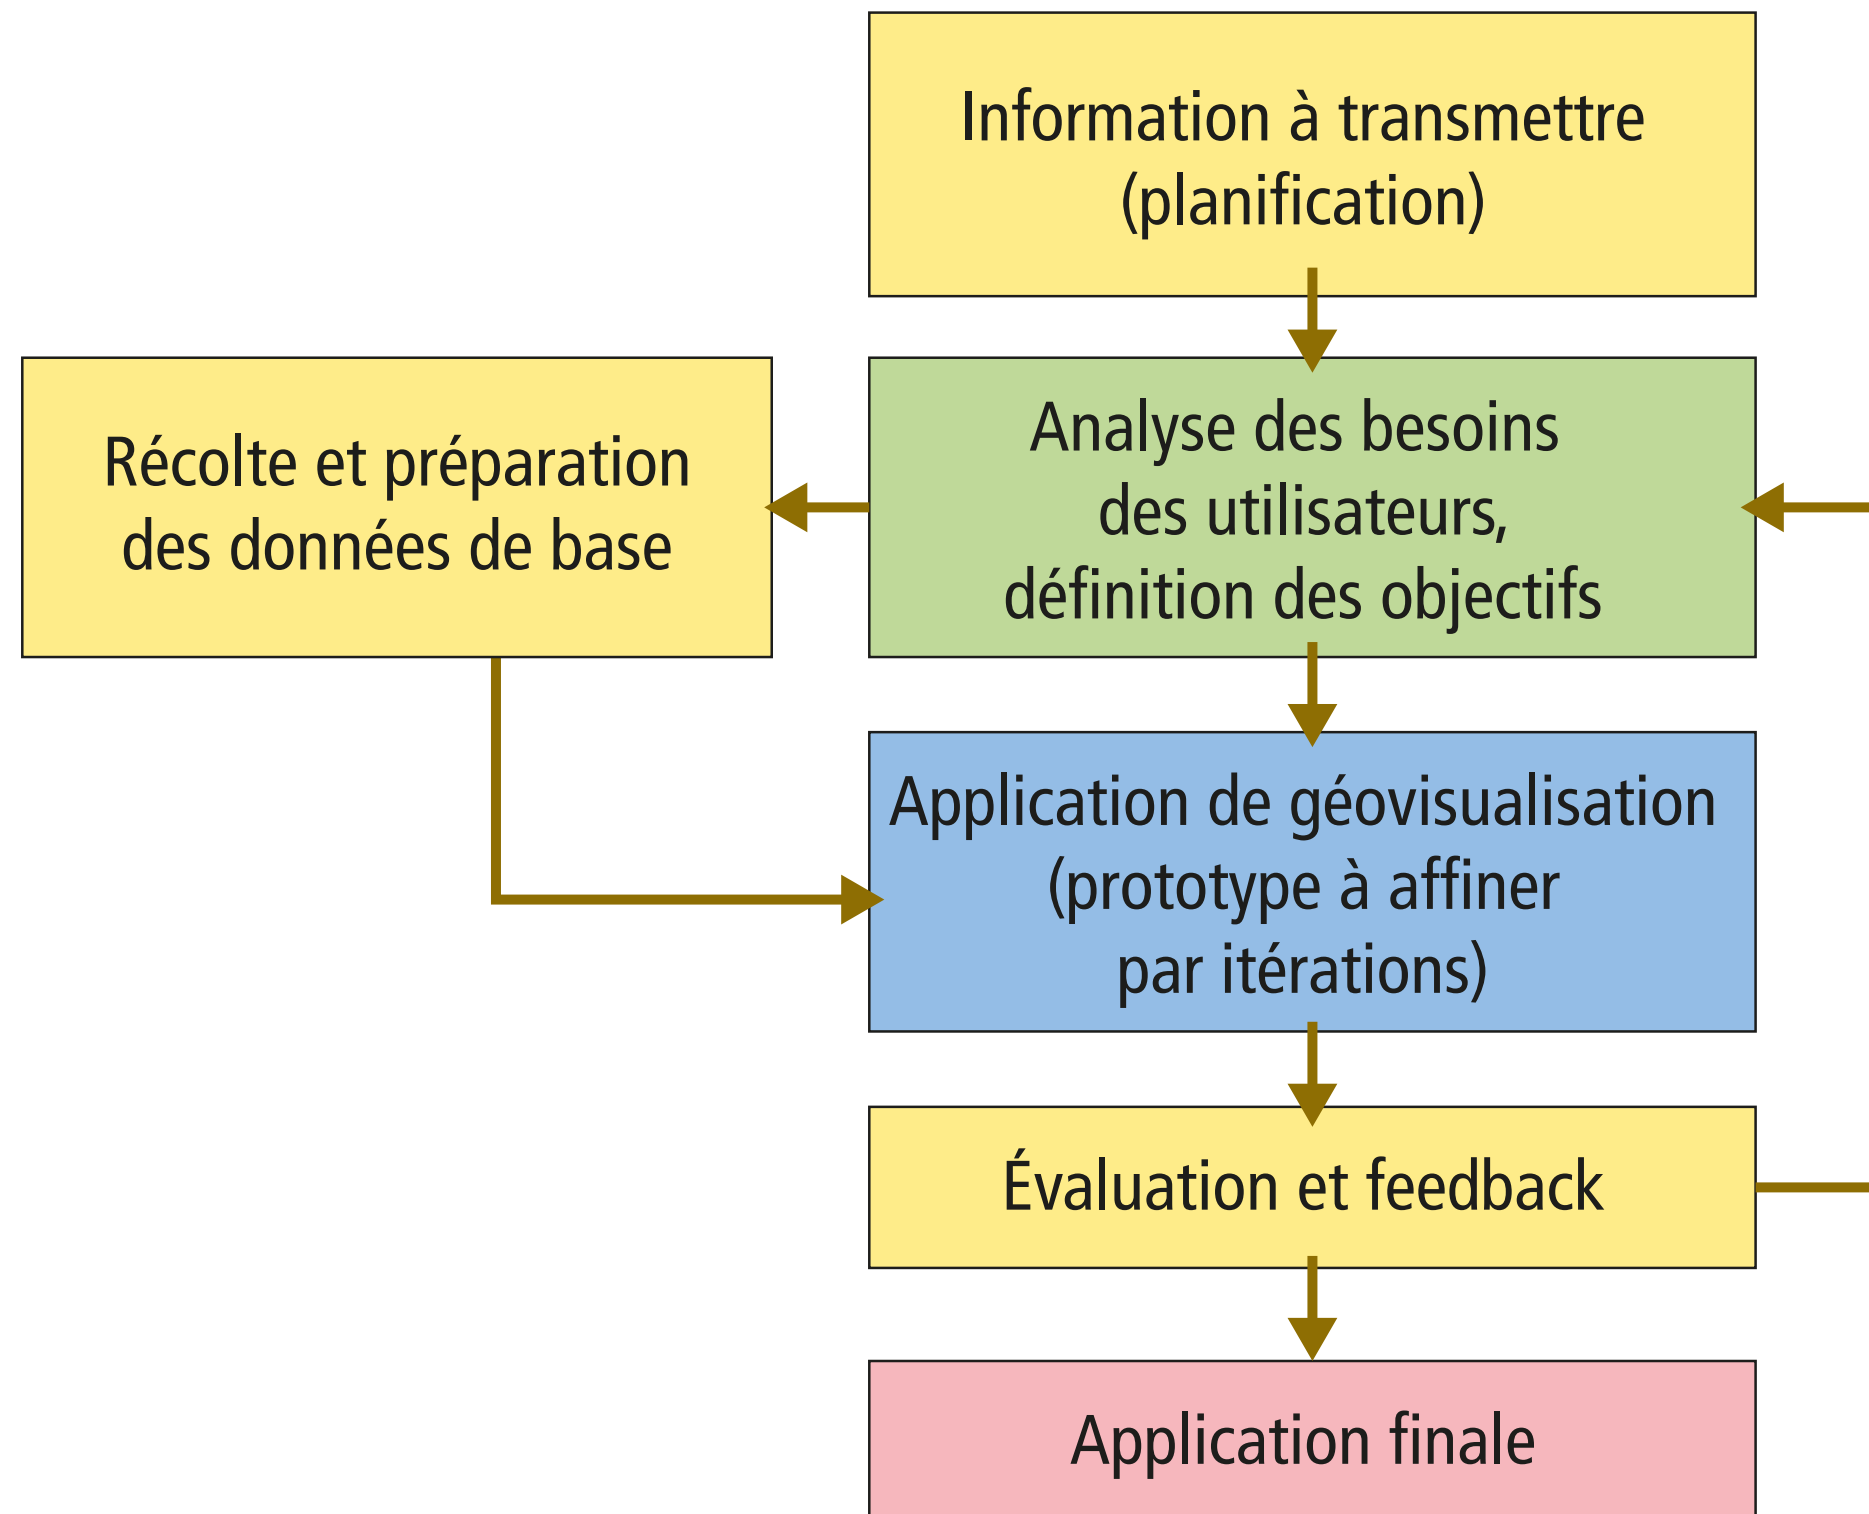 Information à transmettre
(planification)
Récolte et préparation
des données de base
Analyse des besoins
des utilisateurs,
définition des objectifs
Application de géovisualisation
(prototype à affiner
par itérations)
Évaluation et feedback
Application finale